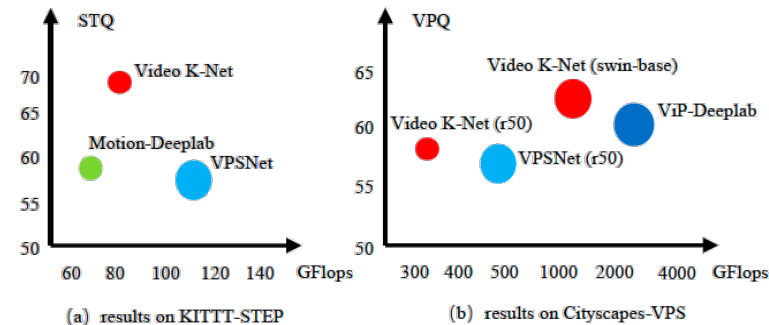 STQ
70
65
60
55
50
Video K-Net
Motion-Deeplab
VPSNet
60 80 100 120 140 GFlops
(a) results on KITTT-STEP
VPQ
65
60
55
50
Video K-Net (swin-base)
ViP-Deeplab
Video K-Net (r50)
VPSNet (r50)
300 400 500 1000 2000 4000 GFlops
(b) results on Cityscapes-VPS